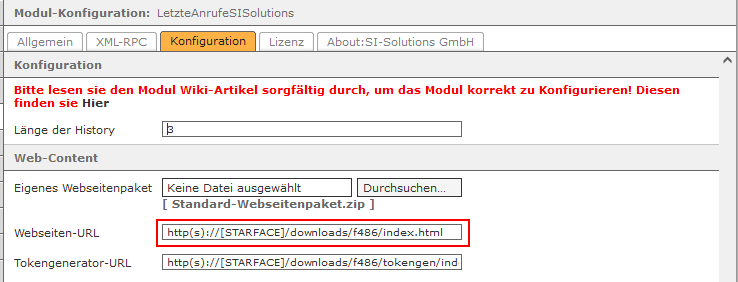 Modul-Konfiguration: LetzteAnrufeSISolutions
Allgemein XML-RPC Konfiguration Lizenz About:SI-Solutions GmbH
Konfiguration
Bitte lesen sie den Modul Wiki-Artikel sorgfältig durch, um das Modul korrekt zu Konfigurieren! Diesen
finden sie Hier
Länge der History 3
Web-Content
Eigenes Webseitenpaket Keine Datei ausgewählt Durchsuchen...
[ Standard-Webseitenpaket.zip ]
Webseiten-URL http(s)://[STARFACE]/downloads/f486/index.html
Tokengenerator-URL http(s)://[STARFACE]/downloads/f486/tokengen/ind